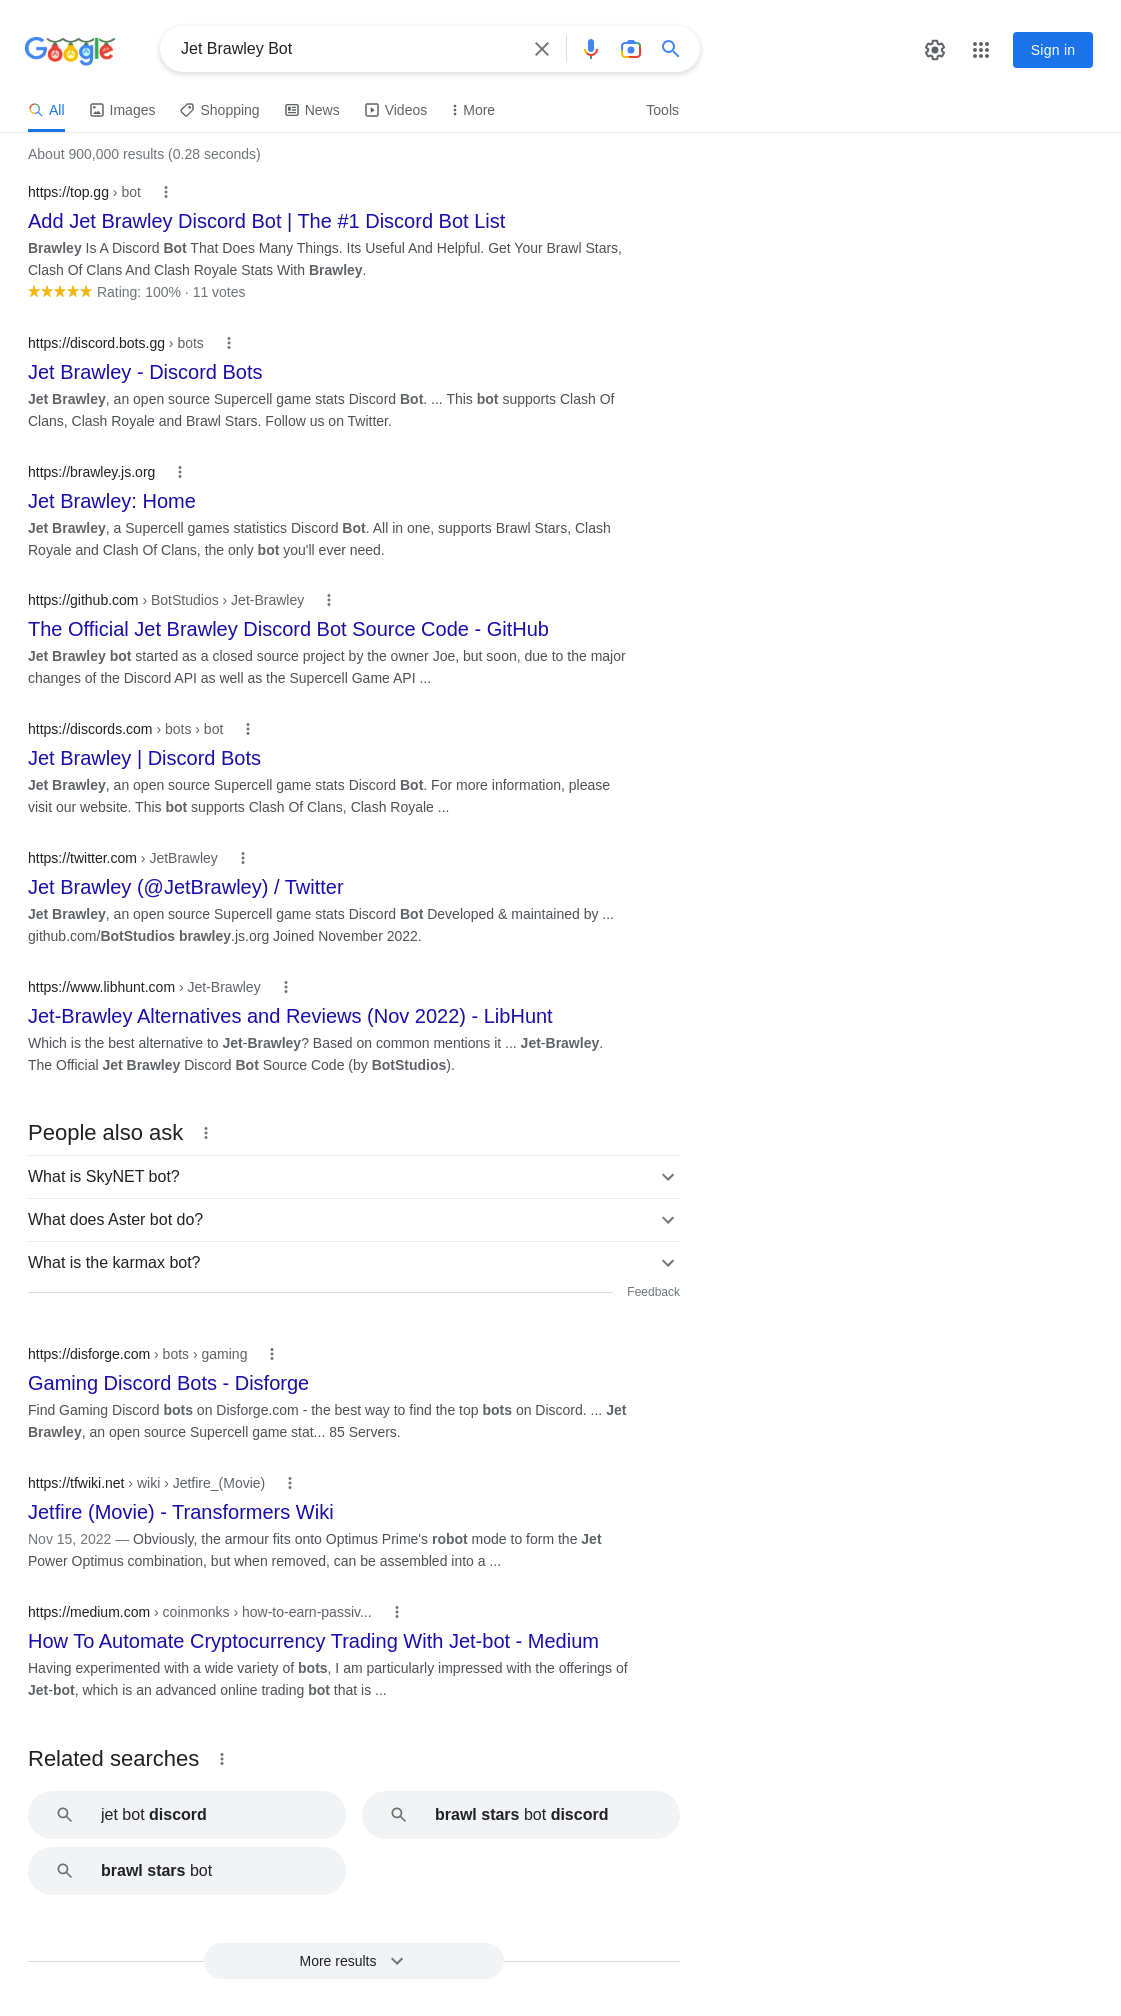 Google
Jet Brawley Bot
Sign in
All
Images
Shopping
News
Videos
More
Tools
About 900,000 results (0.28 seconds)
https://top.gg › bot
Add Jet Brawley Discord Bot | The #1 Discord Bot List
Brawley Is A Discord Bot That Does Many Things. Its Useful And Helpful. Get Your Brawl Stars,
Clash Of Clans And Clash Royale Stats With Brawley.
Rating: 100% · 11 votes
https://discord.bots.gg › bots
Jet Brawley - Discord Bots
Jet Brawley, an open source Supercell game stats Discord Bot. ... This bot supports Clash Of
Clans, Clash Royale and Brawl Stars. Follow us on Twitter.
https://brawley.js.org
Jet Brawley: Home
Jet Brawley, a Supercell games statistics Discord Bot. All in one, supports Brawl Stars, Clash
Royale and Clash Of Clans, the only bot you'll ever need.
https://github.com › BotStudios › Jet-Brawley
The Official Jet Brawley Discord Bot Source Code - GitHub
Jet Brawley bot started as a closed source project by the owner Joe, but soon, due to the major
changes of the Discord API as well as the Supercell Game API ...
https://discords.com › bots › bot
Jet Brawley | Discord Bots
Jet Brawley, an open source Supercell game stats Discord Bot. For more information, please
visit our website. This bot supports Clash Of Clans, Clash Royale ...
https://twitter.com › JetBrawley
Jet Brawley (@JetBrawley) / Twitter
Jet Brawley, an open source Supercell game stats Discord Bot Developed & maintained by ...
github.com/BotStudios brawley.js.org Joined November 2022.
https://www.libhunt.com › Jet-Brawley
Jet-Brawley Alternatives and Reviews (Nov 2022) - LibHunt
Which is the best alternative to Jet-Brawley? Based on common mentions it ... Jet-Brawley.
The Official Jet Brawley Discord Bot Source Code (by BotStudios).
People also ask
What is SkyNET bot?
What does Aster bot do?
What is the karmax bot?
Feedback
https://disforge.com › bots › gaming
Gaming Discord Bots - Disforge
Find Gaming Discord bots on Disforge.com - the best way to find the top bots on Discord. ... Jet
Brawley, an open source Supercell game stat... 85 Servers.
https://tfwiki.net › wiki › Jetfire_(Movie)
Jetfire (Movie) - Transformers Wiki
Nov 15, 2022 — Obviously, the armour fits onto Optimus Prime's robot mode to form the Jet
Power Optimus combination, but when removed, can be assembled into a ...
https://medium.com › coinmonks › how-to-earn-passiv...
How To Automate Cryptocurrency Trading With Jet-bot - Medium
Having experimented with a wide variety of bots, I am particularly impressed with the offerings of
Jet-bot, which is an advanced online trading bot that is ...
Related searches
jet bot discord
brawl stars bot discord
brawl stars bot
More results